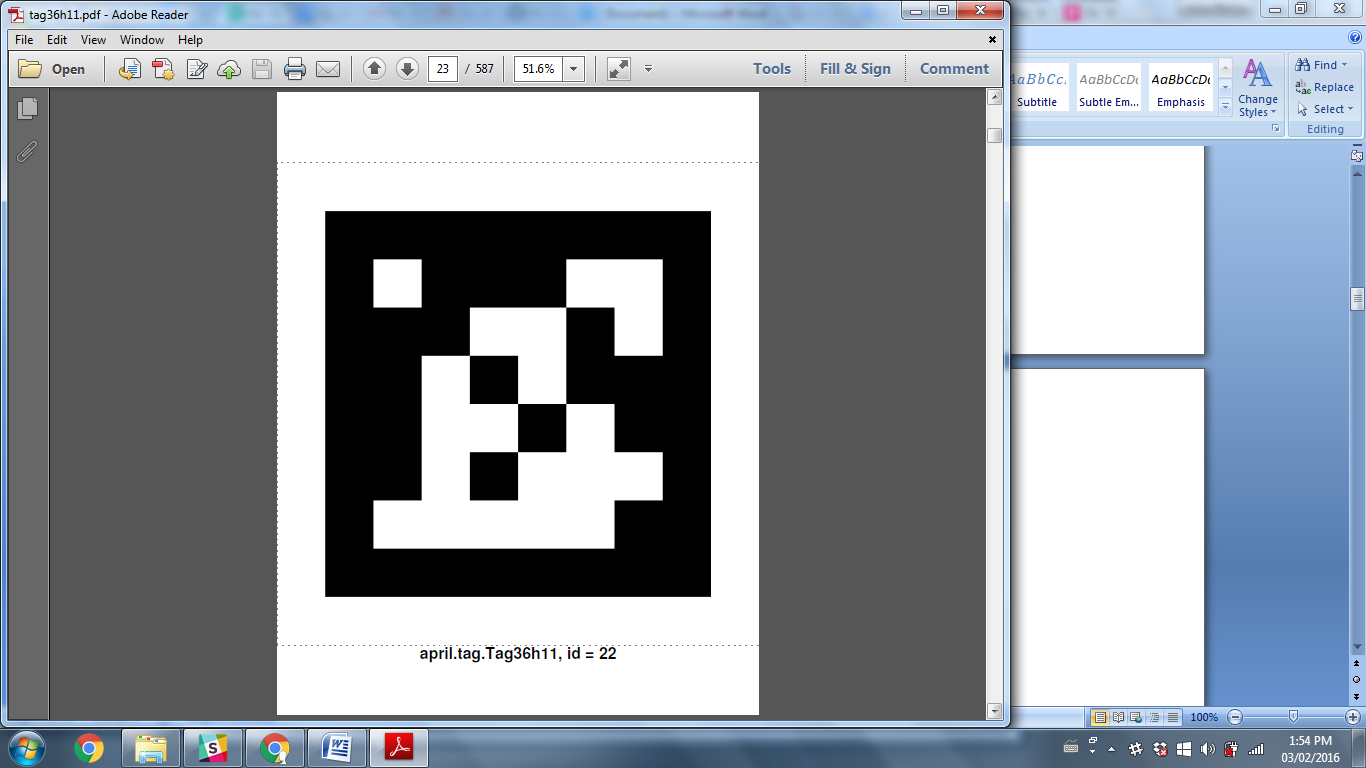 tag36h11.pdf - Adobe Reader
File Edit View Window Help
Open 23 / 587 51.6% Tools Fill & Sign Comment
april.tag.Tag36h11, id = 22
AaBbCc. AaBbCcDc AaBbCcDc
Subtitle Subtle Em... Emphasis
Change Styles
Find
Replace
Select
Editing
100%
1:54 PM
03/02/2016